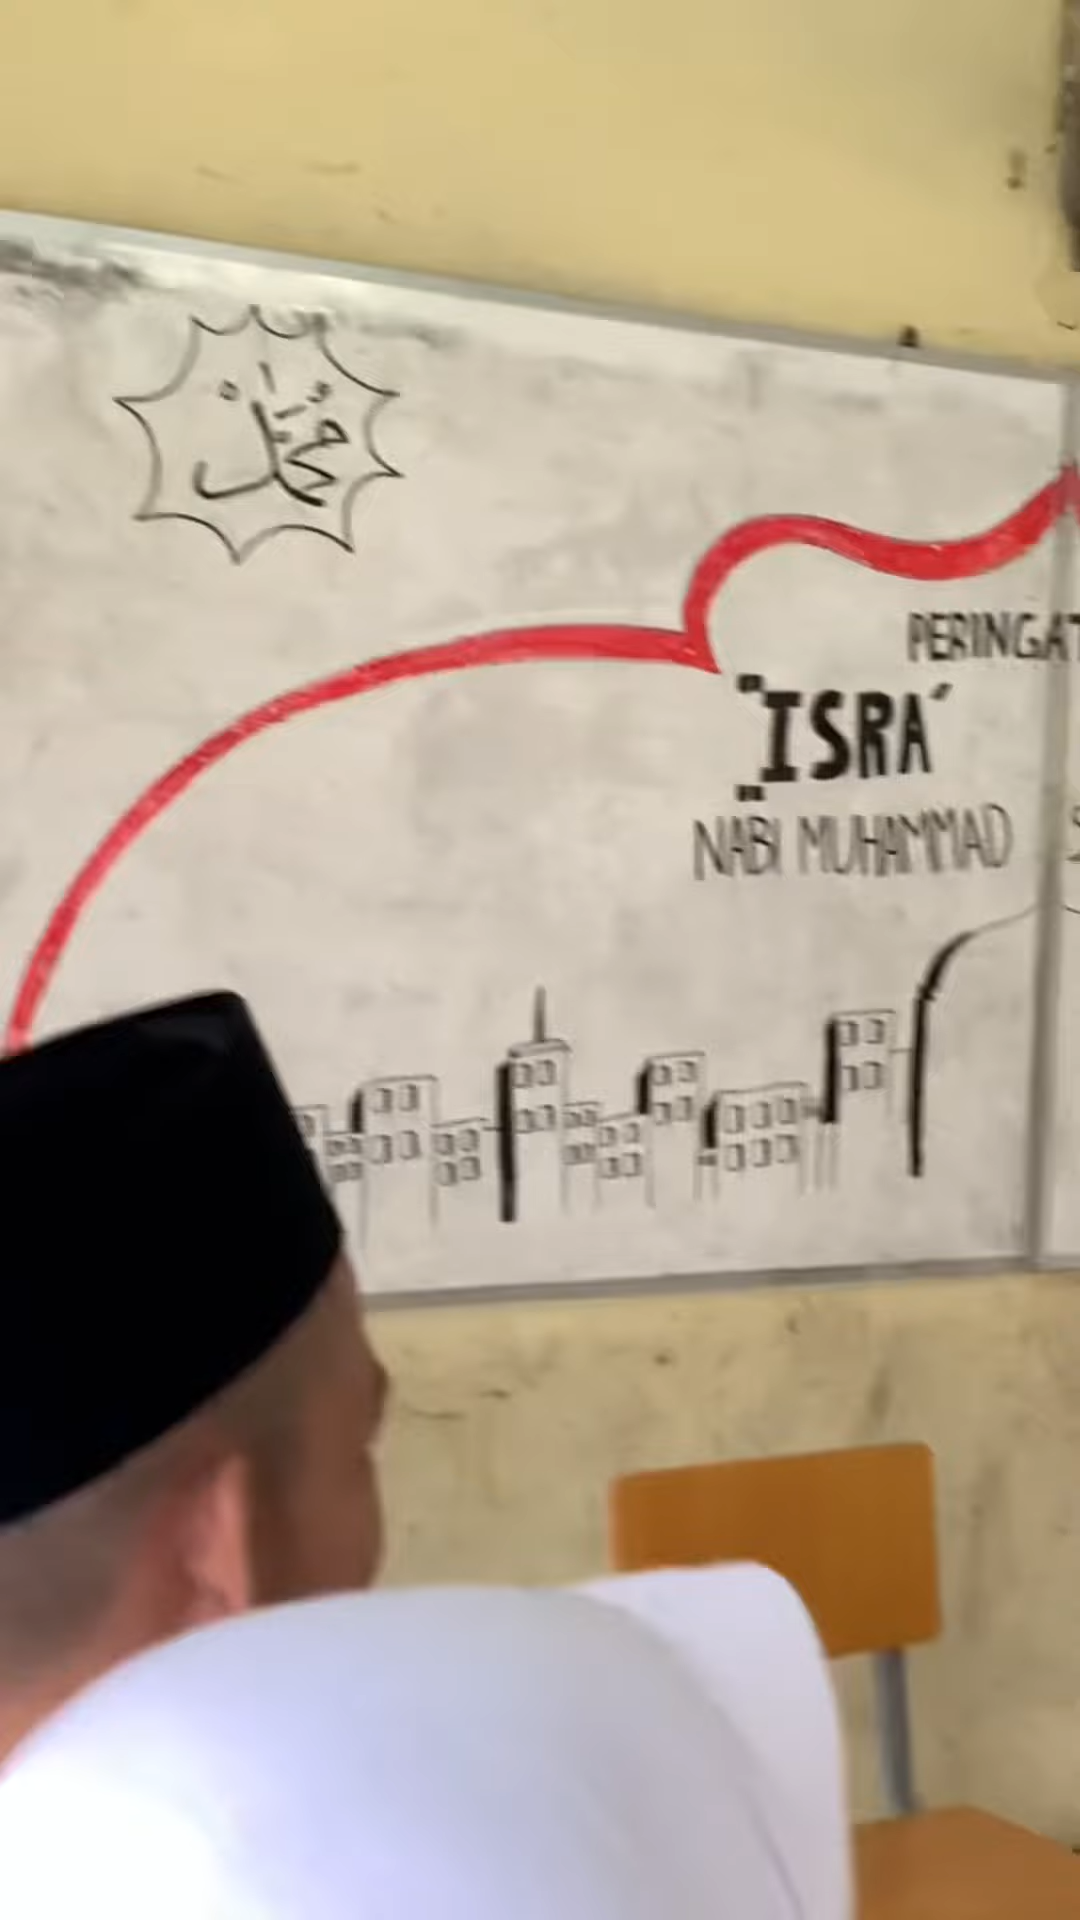 محمد
PERINGAT
"ISRA'
NABI MUHAMMAD S